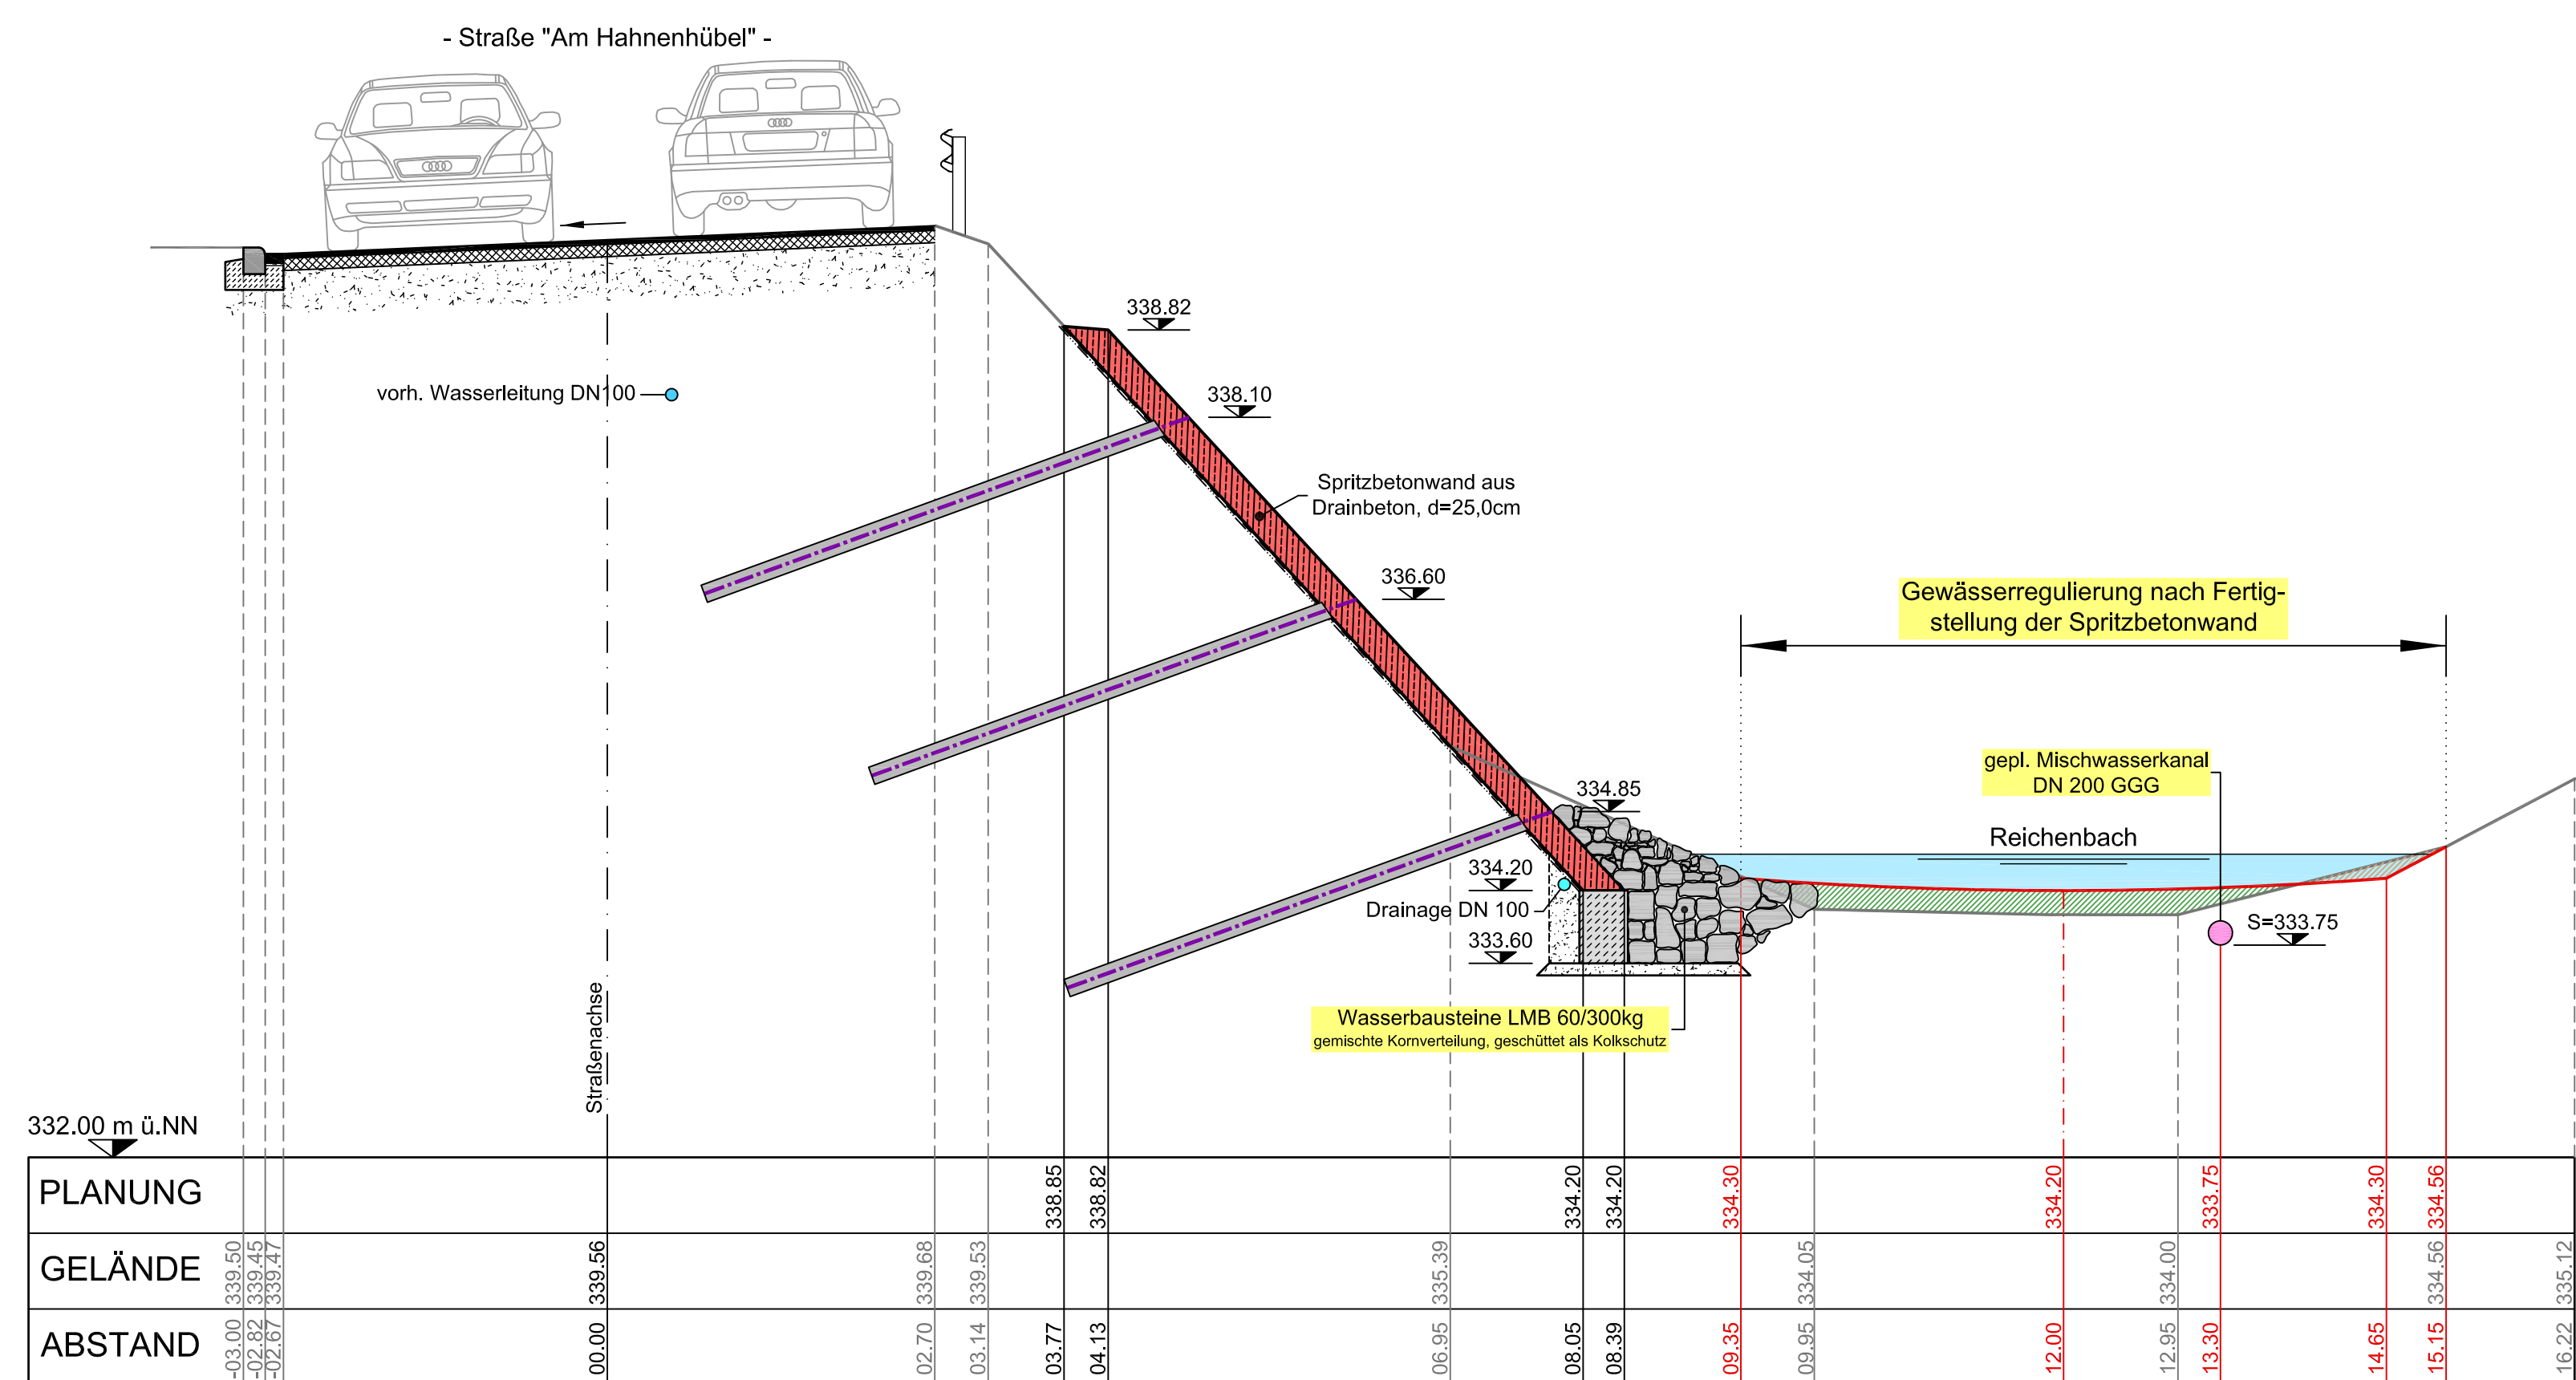 - Straße "Am Hahnenhübel" -
338.82
vorh. Wasserleitung DN100
338.10
Spritzbetonwand aus
Drainbeton, d=25,0cm
336.60
Gewässerregulierung nach Fertig-
stellung der Spritzbetonwand
gepl. Mischwasserkanal
DN 200 GGG
334.85
Reichenbach
334.20
Drainage DN 100
S=333.75
333.60
Wasserbausteine LMB 60/300kg
gemischte Kornverteilung, geschüttet als Kolkschutz
Straßenachse
332.00 m ü.NN
PLANUNG 338.85 338.82 334.20 334.20 334.30 334.20 333.75 334.30 334.56
GELÄNDE 339.50 339.45 339.47 339.56 339.68 339.53 335.39 334.05 334.00 334.56 335.12
ABSTAND -03.00 -02.82 -02.67 00.00 02.70 03.14 03.77 04.13 06.95 08.05 08.39 09.35 09.95 12.00 12.95 13.30 14.65 15.15 16.22